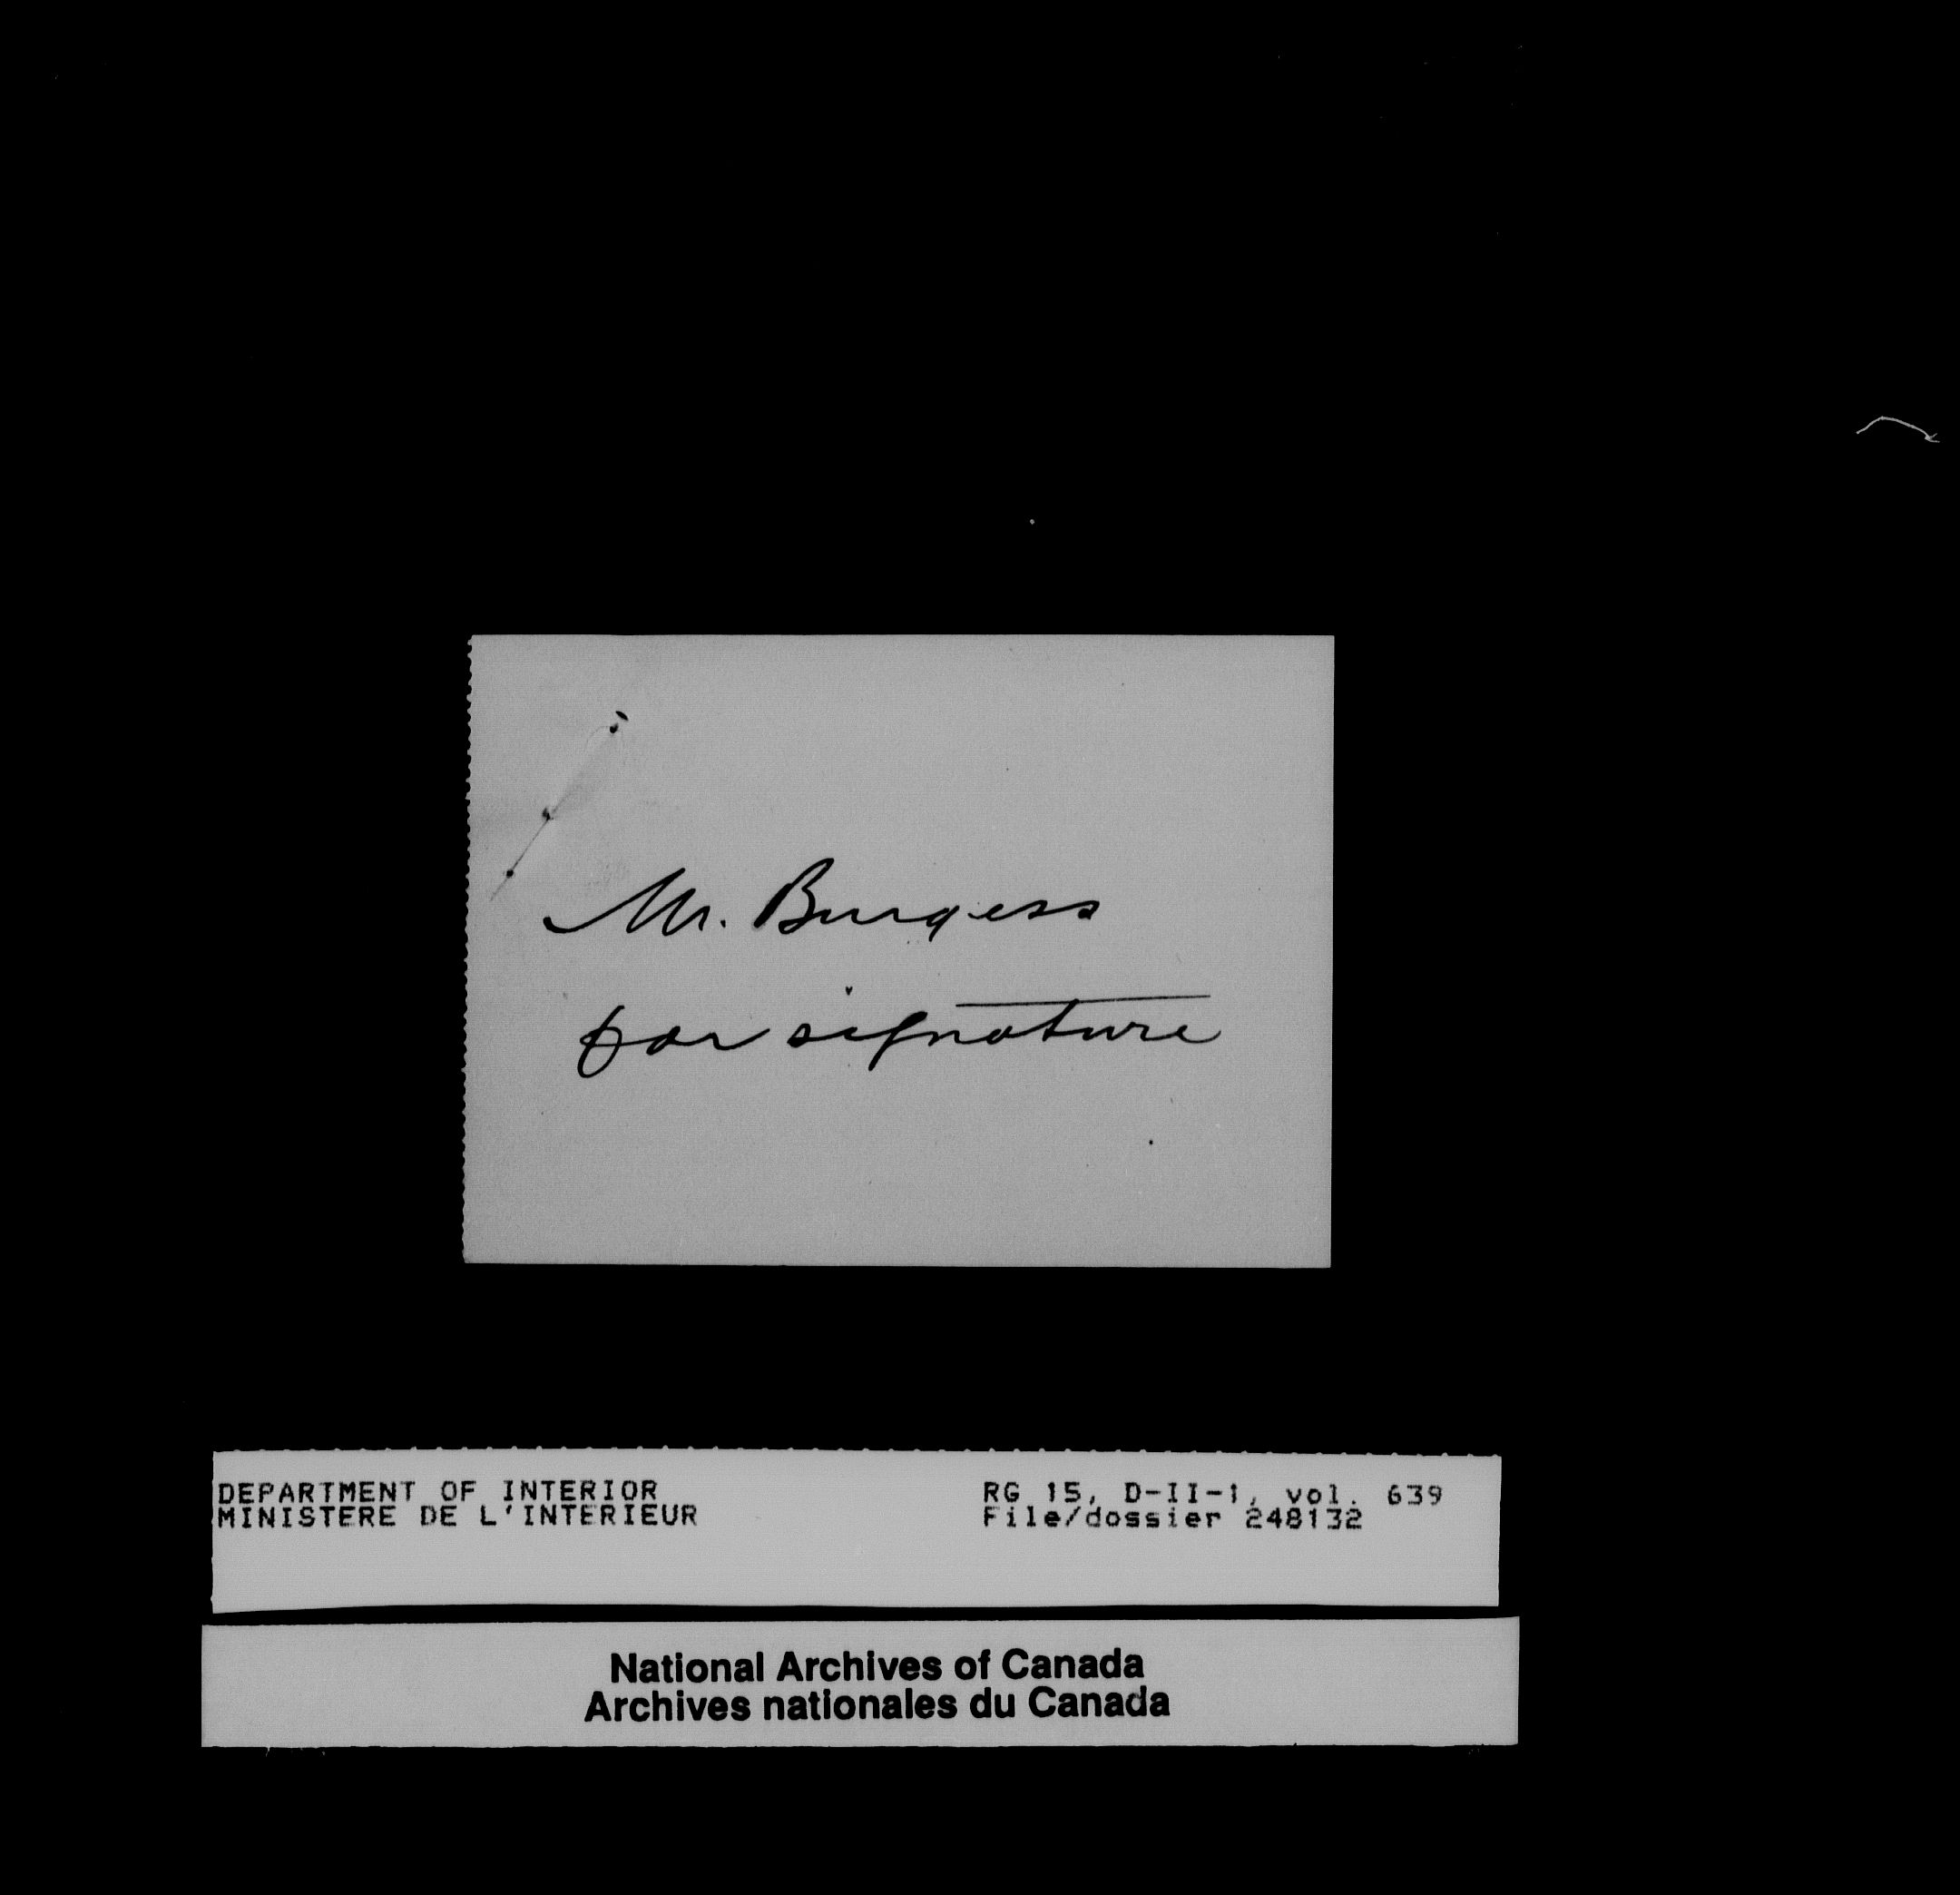 Mr. Burgess
for signature
DEPARTMENT OF INTERIOR
MINISTERE DE L'INTERIEUR
RG 15, D-II-1, vol. 639
File/dossier 248132
National Archives of Canada
Archives nationales du Canada